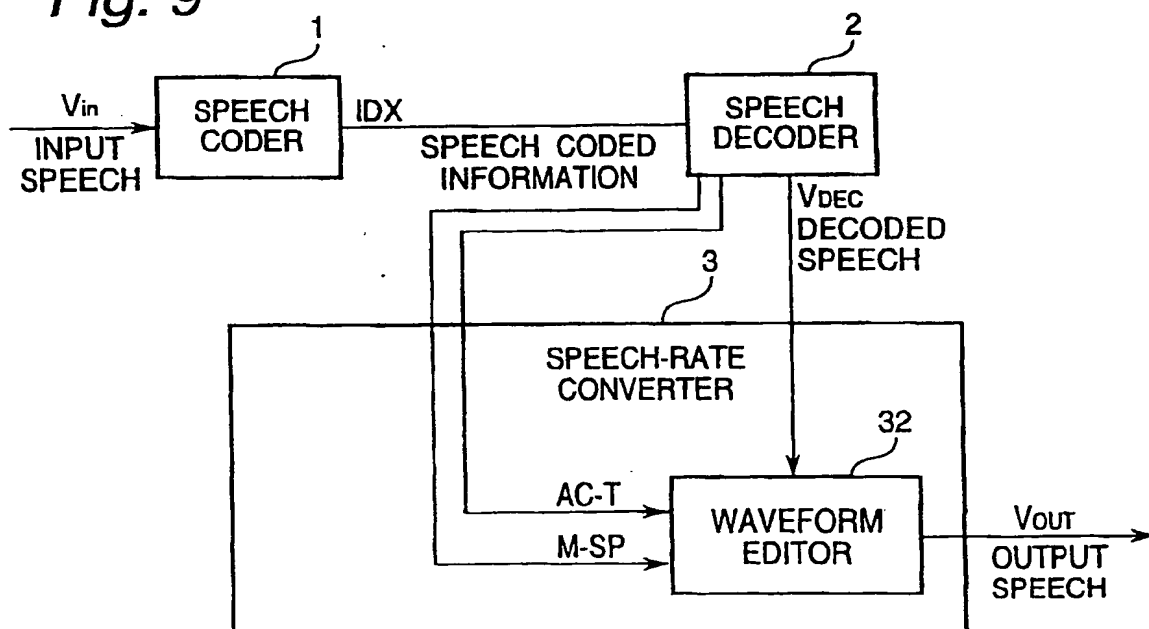 Fig. 9
1
2
Vin
INPUT
SPEECH
SPEECH
CODER
IDX
SPEECH CODED
INFORMATION
SPEECH
DECODER
VDEC
DECODED
SPEECH
3
SPEECH-RATE
CONVERTER
32
AC-T
M-SP
WAVEFORM
EDITOR
VOUT
OUTPUT
SPEECH